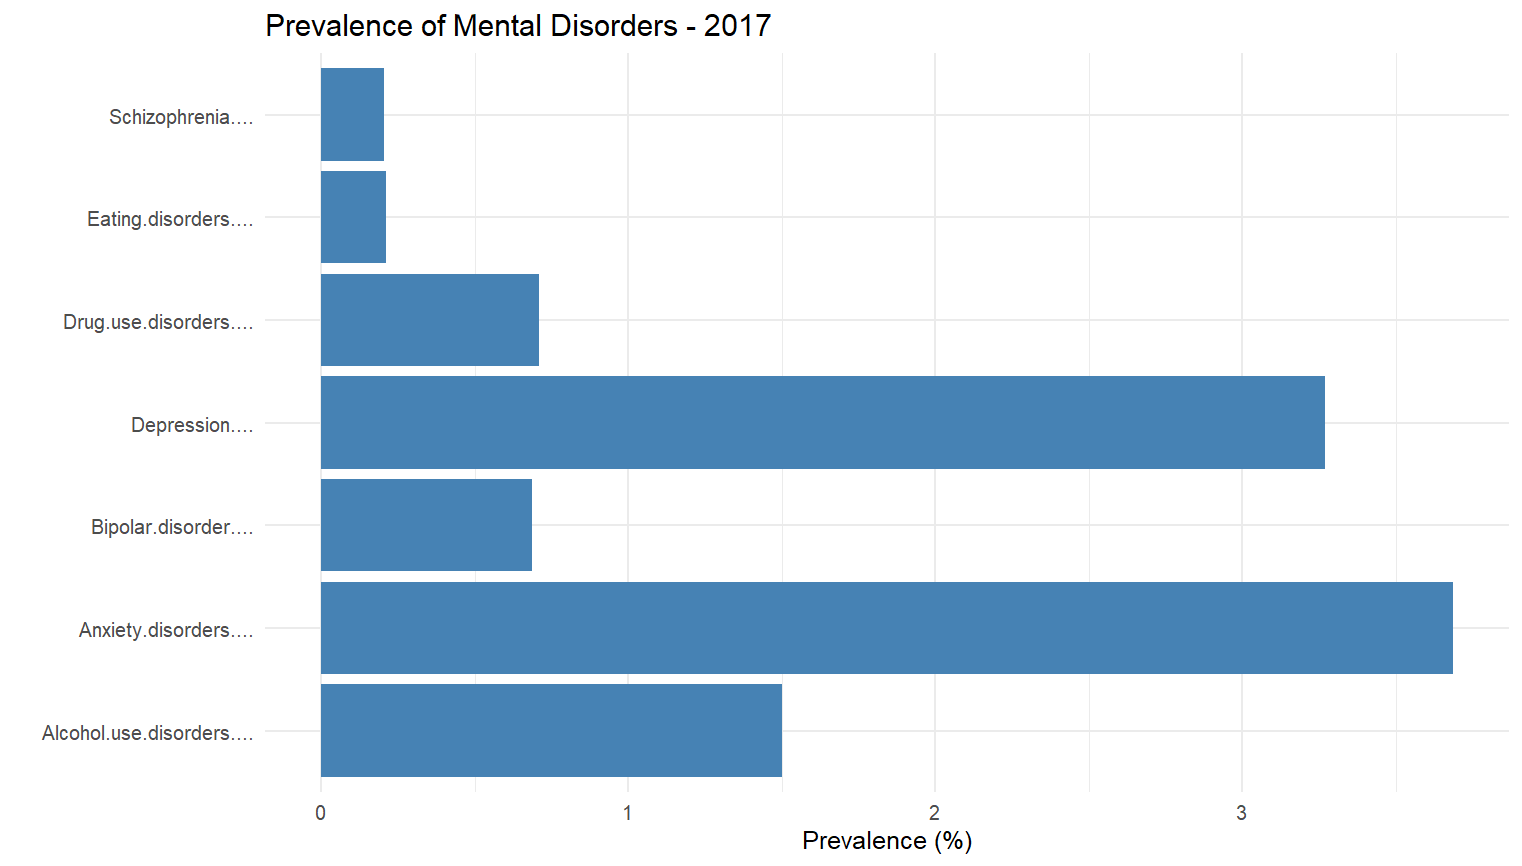 Prevalence of Mental Disorders - 2017
Schizophrenia....
Eating.disorders....
Drug.use.disorders....
Depression....
Bipolar.disorder....
Anxiety.disorders....
Alcohol.use.disorders....
0 1 2 3
Prevalence (%)